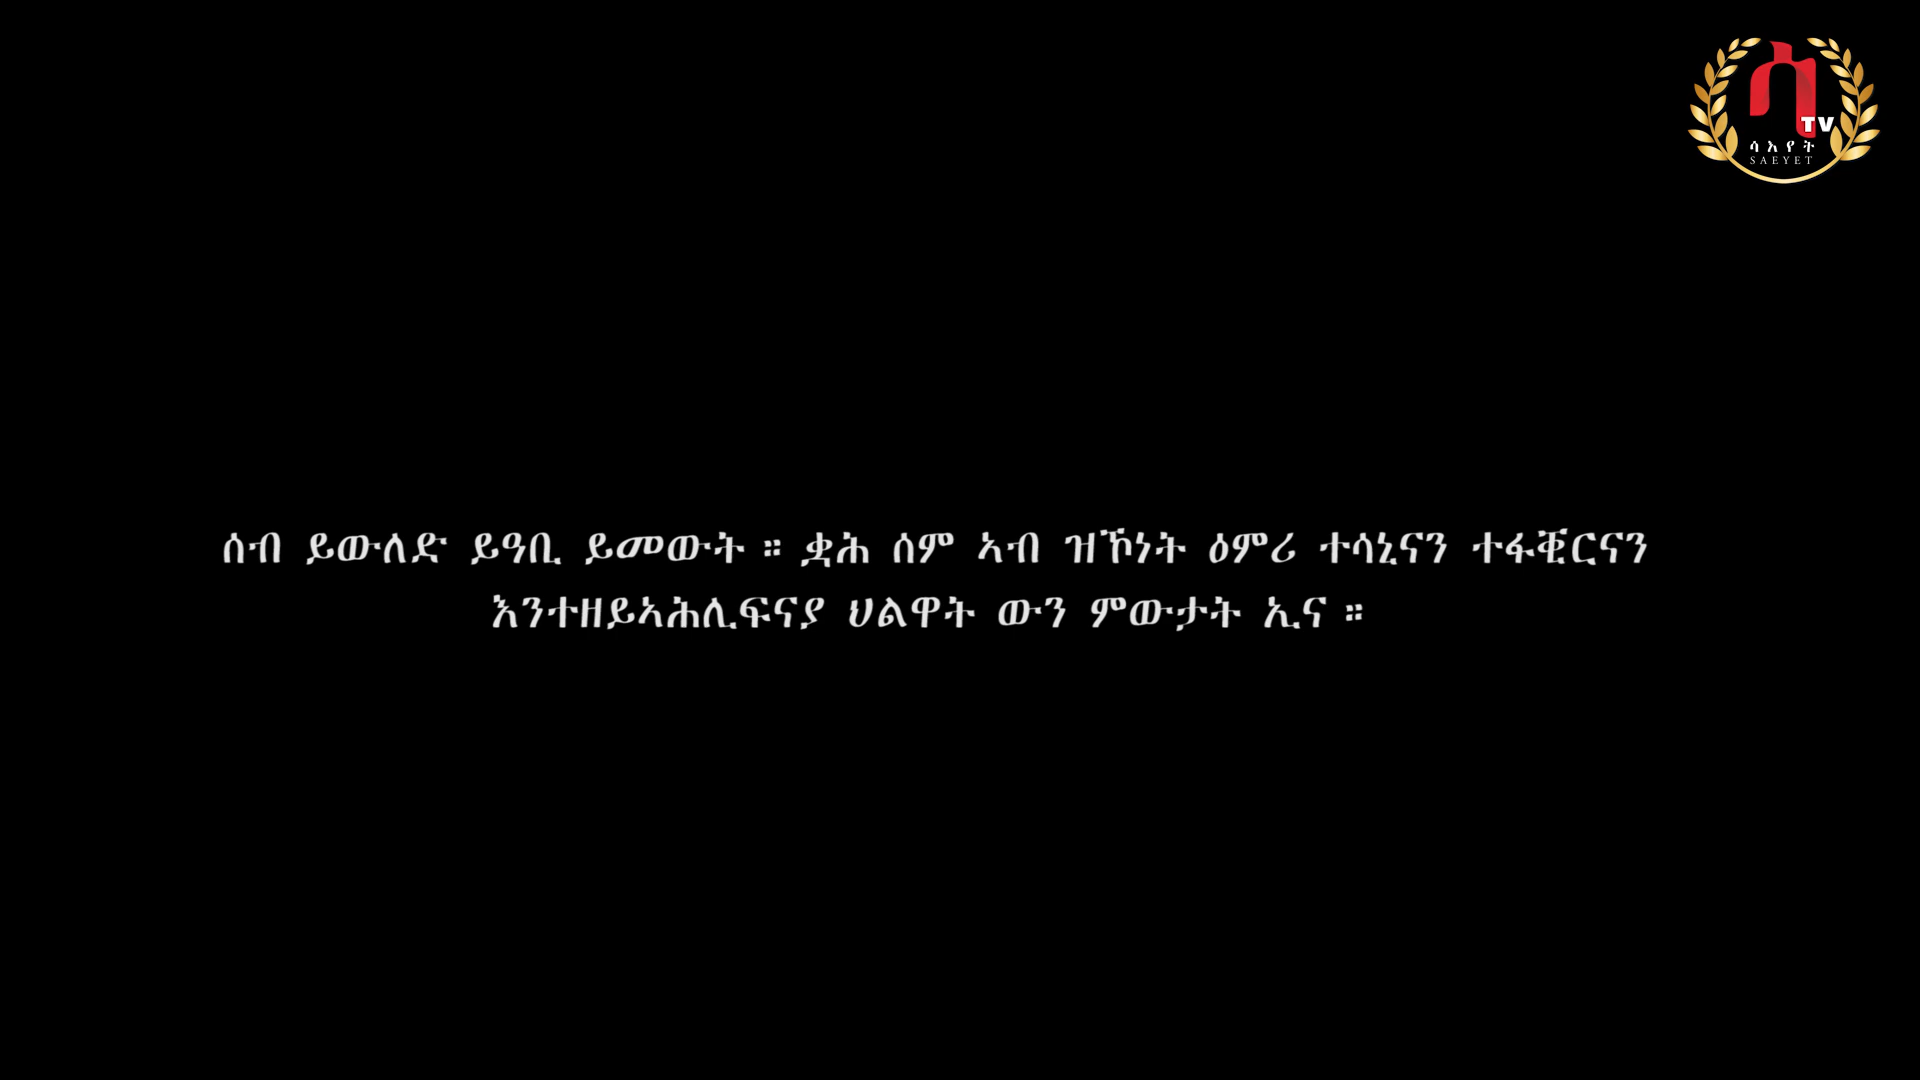 ሰ
TV
ሳእየት
SAEYET
ሰብ ይውለድ ይዓቢ ይመውት ። ቋሕ ሰም ኣብ ዝኾነት ዕምሪ ተሳኒናን ተፋቒርናን
እንተዘይኣሕሊፍናያ ህልዋት ውን ምውታት ኢና ።